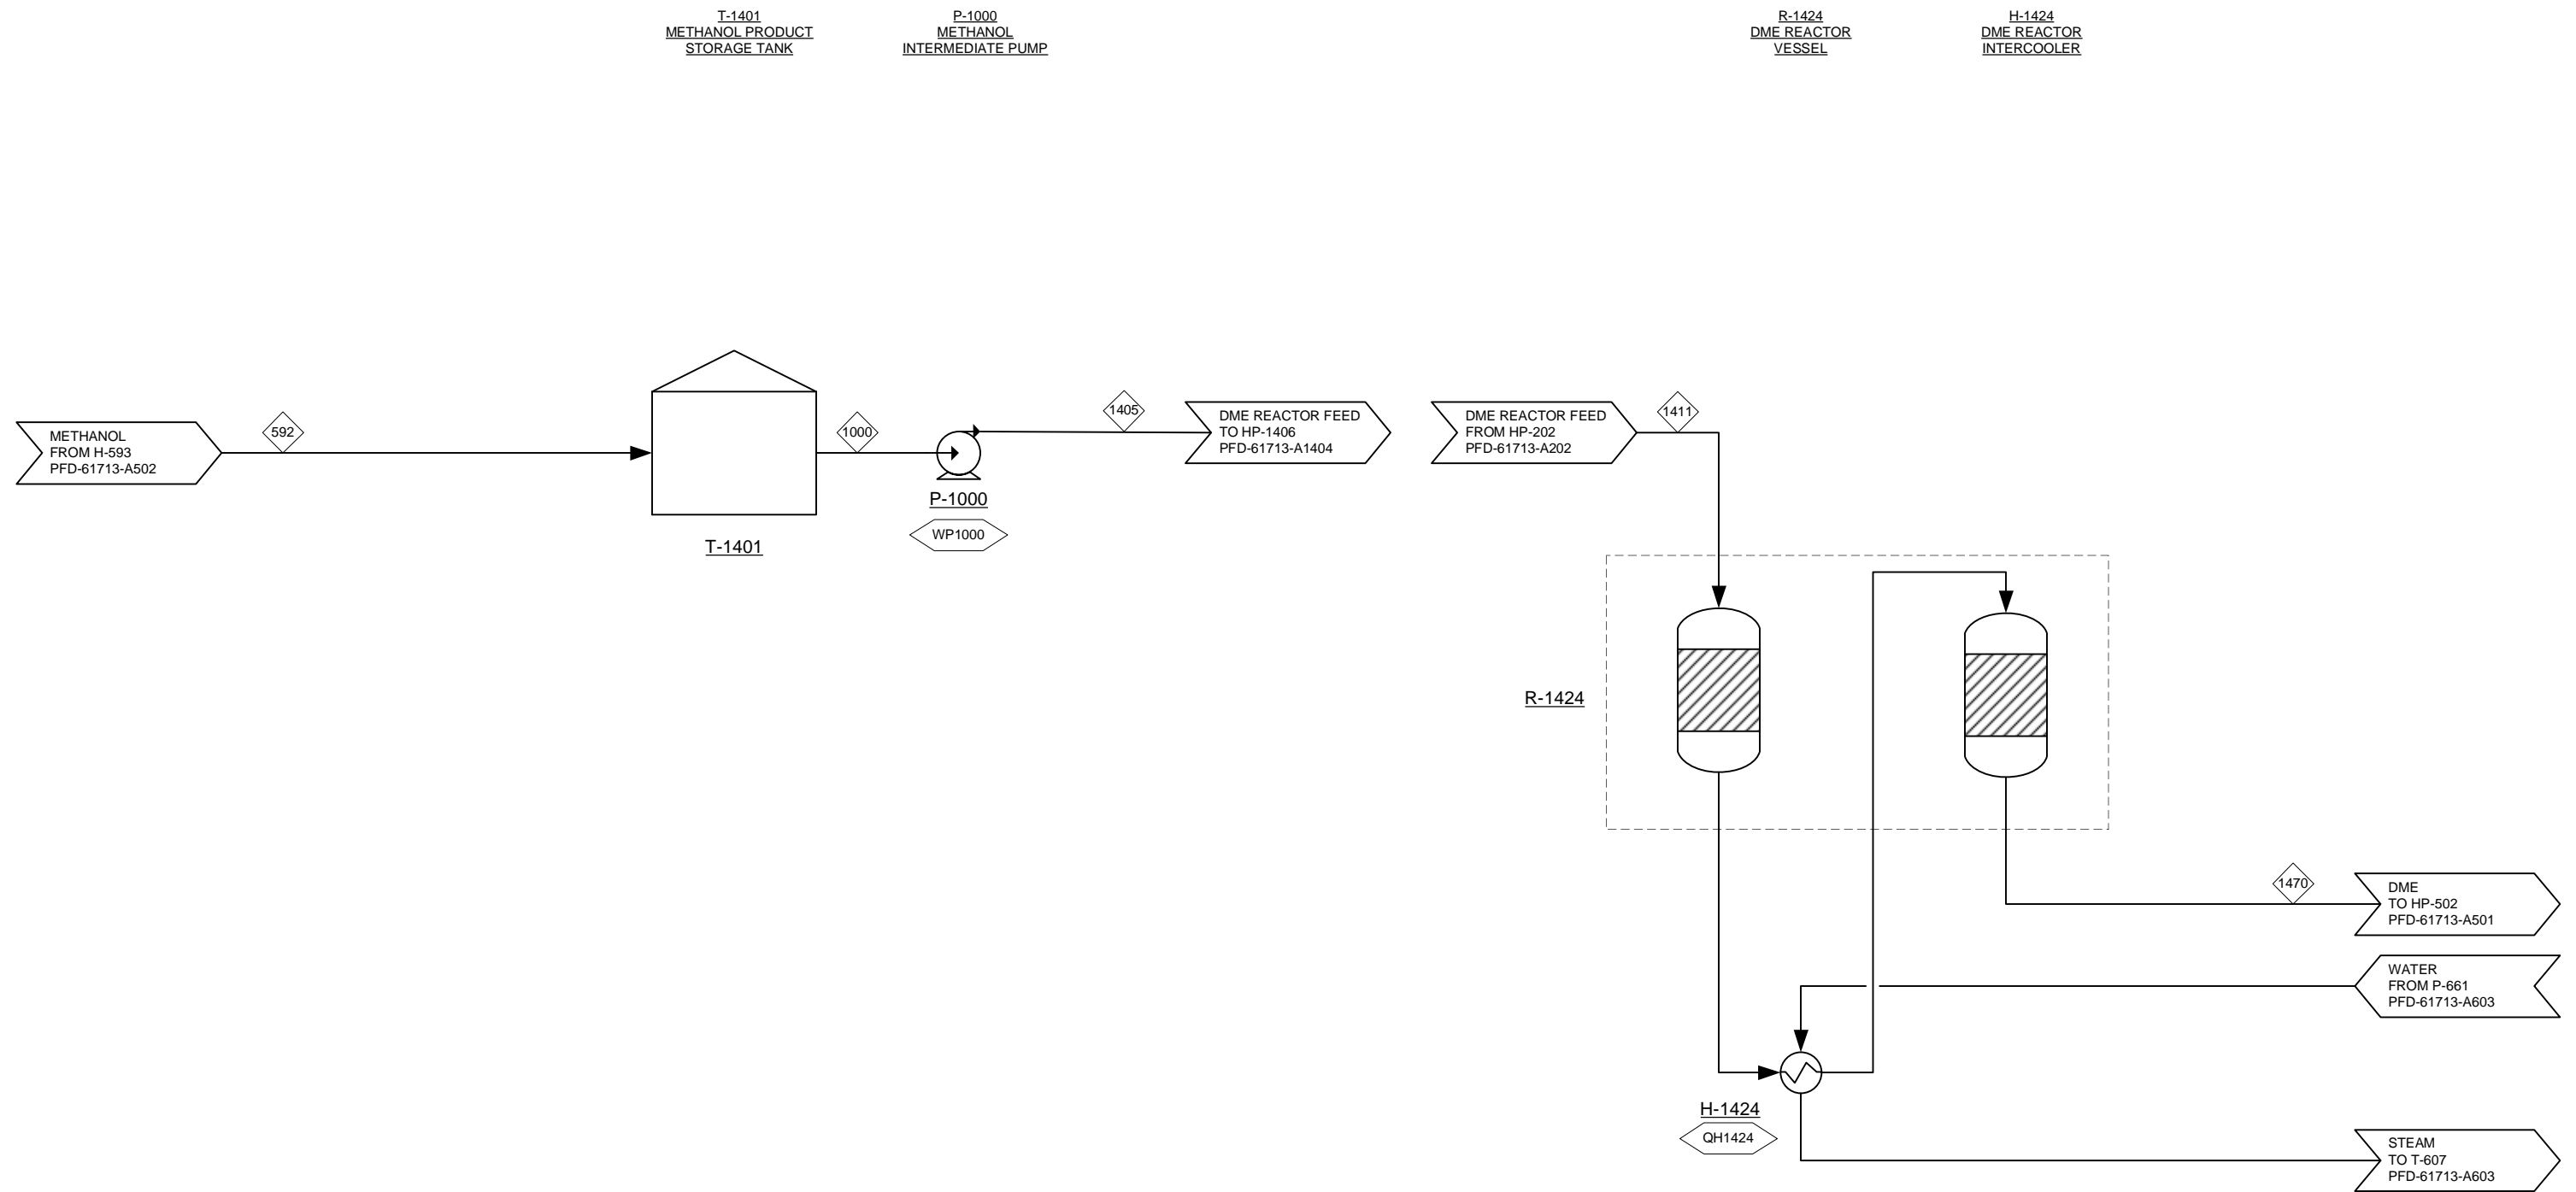 T-1401
METHANOL PRODUCT
STORAGE TANK
P-1000
METHANOL
INTERMEDIATE PUMP
R-1424
DME REACTOR
VESSEL
H-1424
DME REACTOR
INTERCOOLER
METHANOL
FROM H-593
PFD-61713-A502
592
T-1401
1000
P-1000
WP1000
1405
DME REACTOR FEED
TO HP-1406
PFD-61713-A1404
DME REACTOR FEED
FROM HP-202
PFD-61713-A202
1411
R-1424
1470
DME
TO HP-502
PFD-61713-A501
WATER
FROM P-661
PFD-61713-A603
H-1424
QH1424
STEAM
TO T-607
PFD-61713-A603